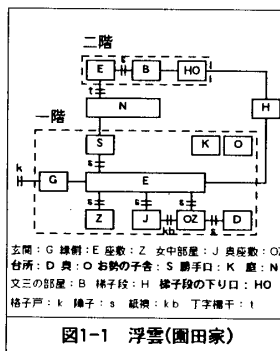 二階
E s B HO
t
N H
一階
S K O
k s
G E
s s s
Z J OZ D
kb s
玄関：G 縁側：E 座敷：Z 女中部屋：J 奥座敷：OZ
台所：D 奥：O お勢の子舎：S 勝手口：K 庭：N
文三の部屋：B 梯子段：H 梯子段の下り口：HO
格子戸：k 障子：s 紙襖：kb 丁字欄干：t
図1-1 浮雲(園田家)